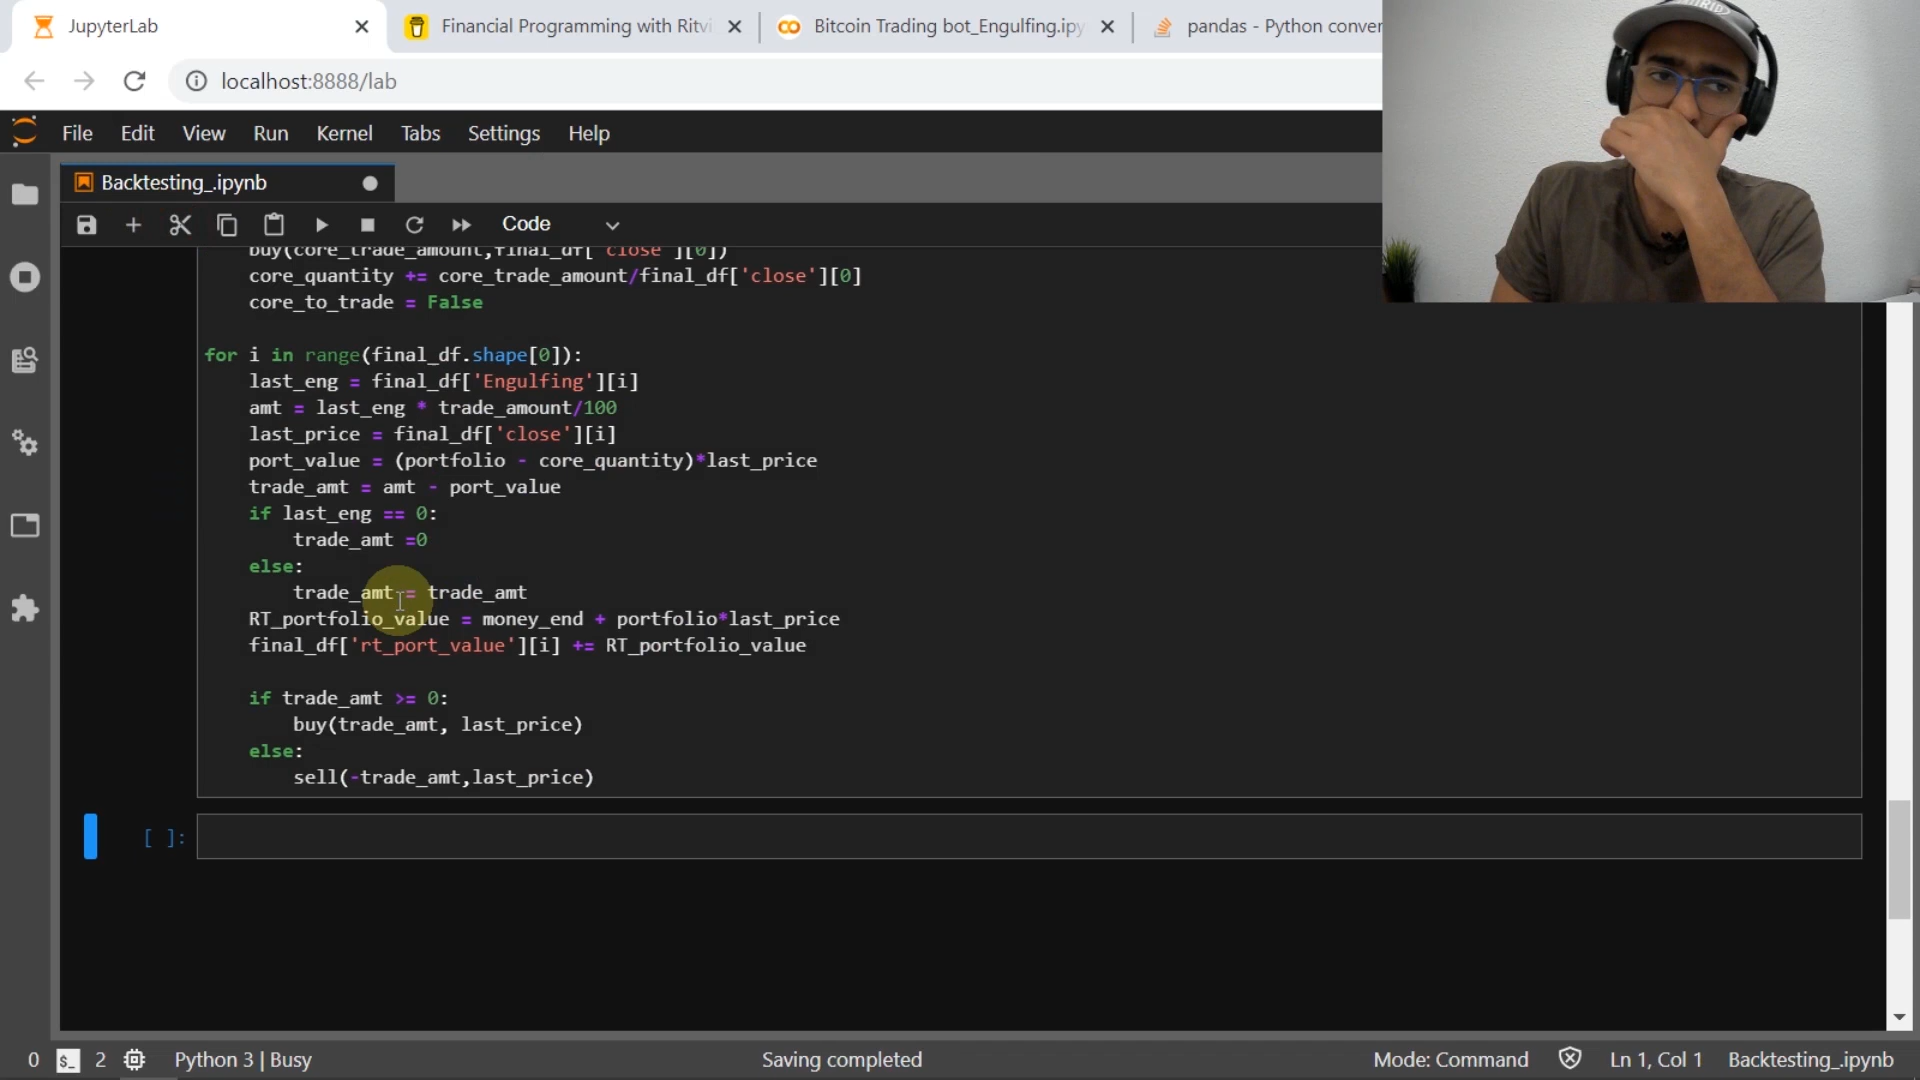 JupyterLab
Financial Programming with Ritvi
Bitcoin Trading bot_Engulfing.ipy
pandas - Python conver
localhost:8888/lab
File Edit View Run Kernel Tabs Settings Help
Backtesting_.ipynb
Code
buy(core_trade_amount,final_df['close'][0])
core_quantity += core_trade_amount/final_df['close'][0]
core_to_trade = False
for i in range(final_df.shape[0]):
last_eng = final_df['Engulfing'][i]
amt = last_eng * trade_amount/100
last_price = final_df['close'][i]
port_value = (portfolio - core_quantity)*last_price
trade_amt = amt - port_value
if last_eng == 0:
trade_amt =0
else:
trade_amt = trade_amt
RT_portfolio_value = money_end + portfolio*last_price
final_df['rt_port_value'][i] += RT_portfolio_value
if trade_amt >= 0:
buy(trade_amt, last_price)
else:
sell(-trade_amt,last_price)
[ ]:
0 $_ 2 Python 3 | Busy Saving completed Mode: Command Ln 1, Col 1 Backtesting_.ipynb